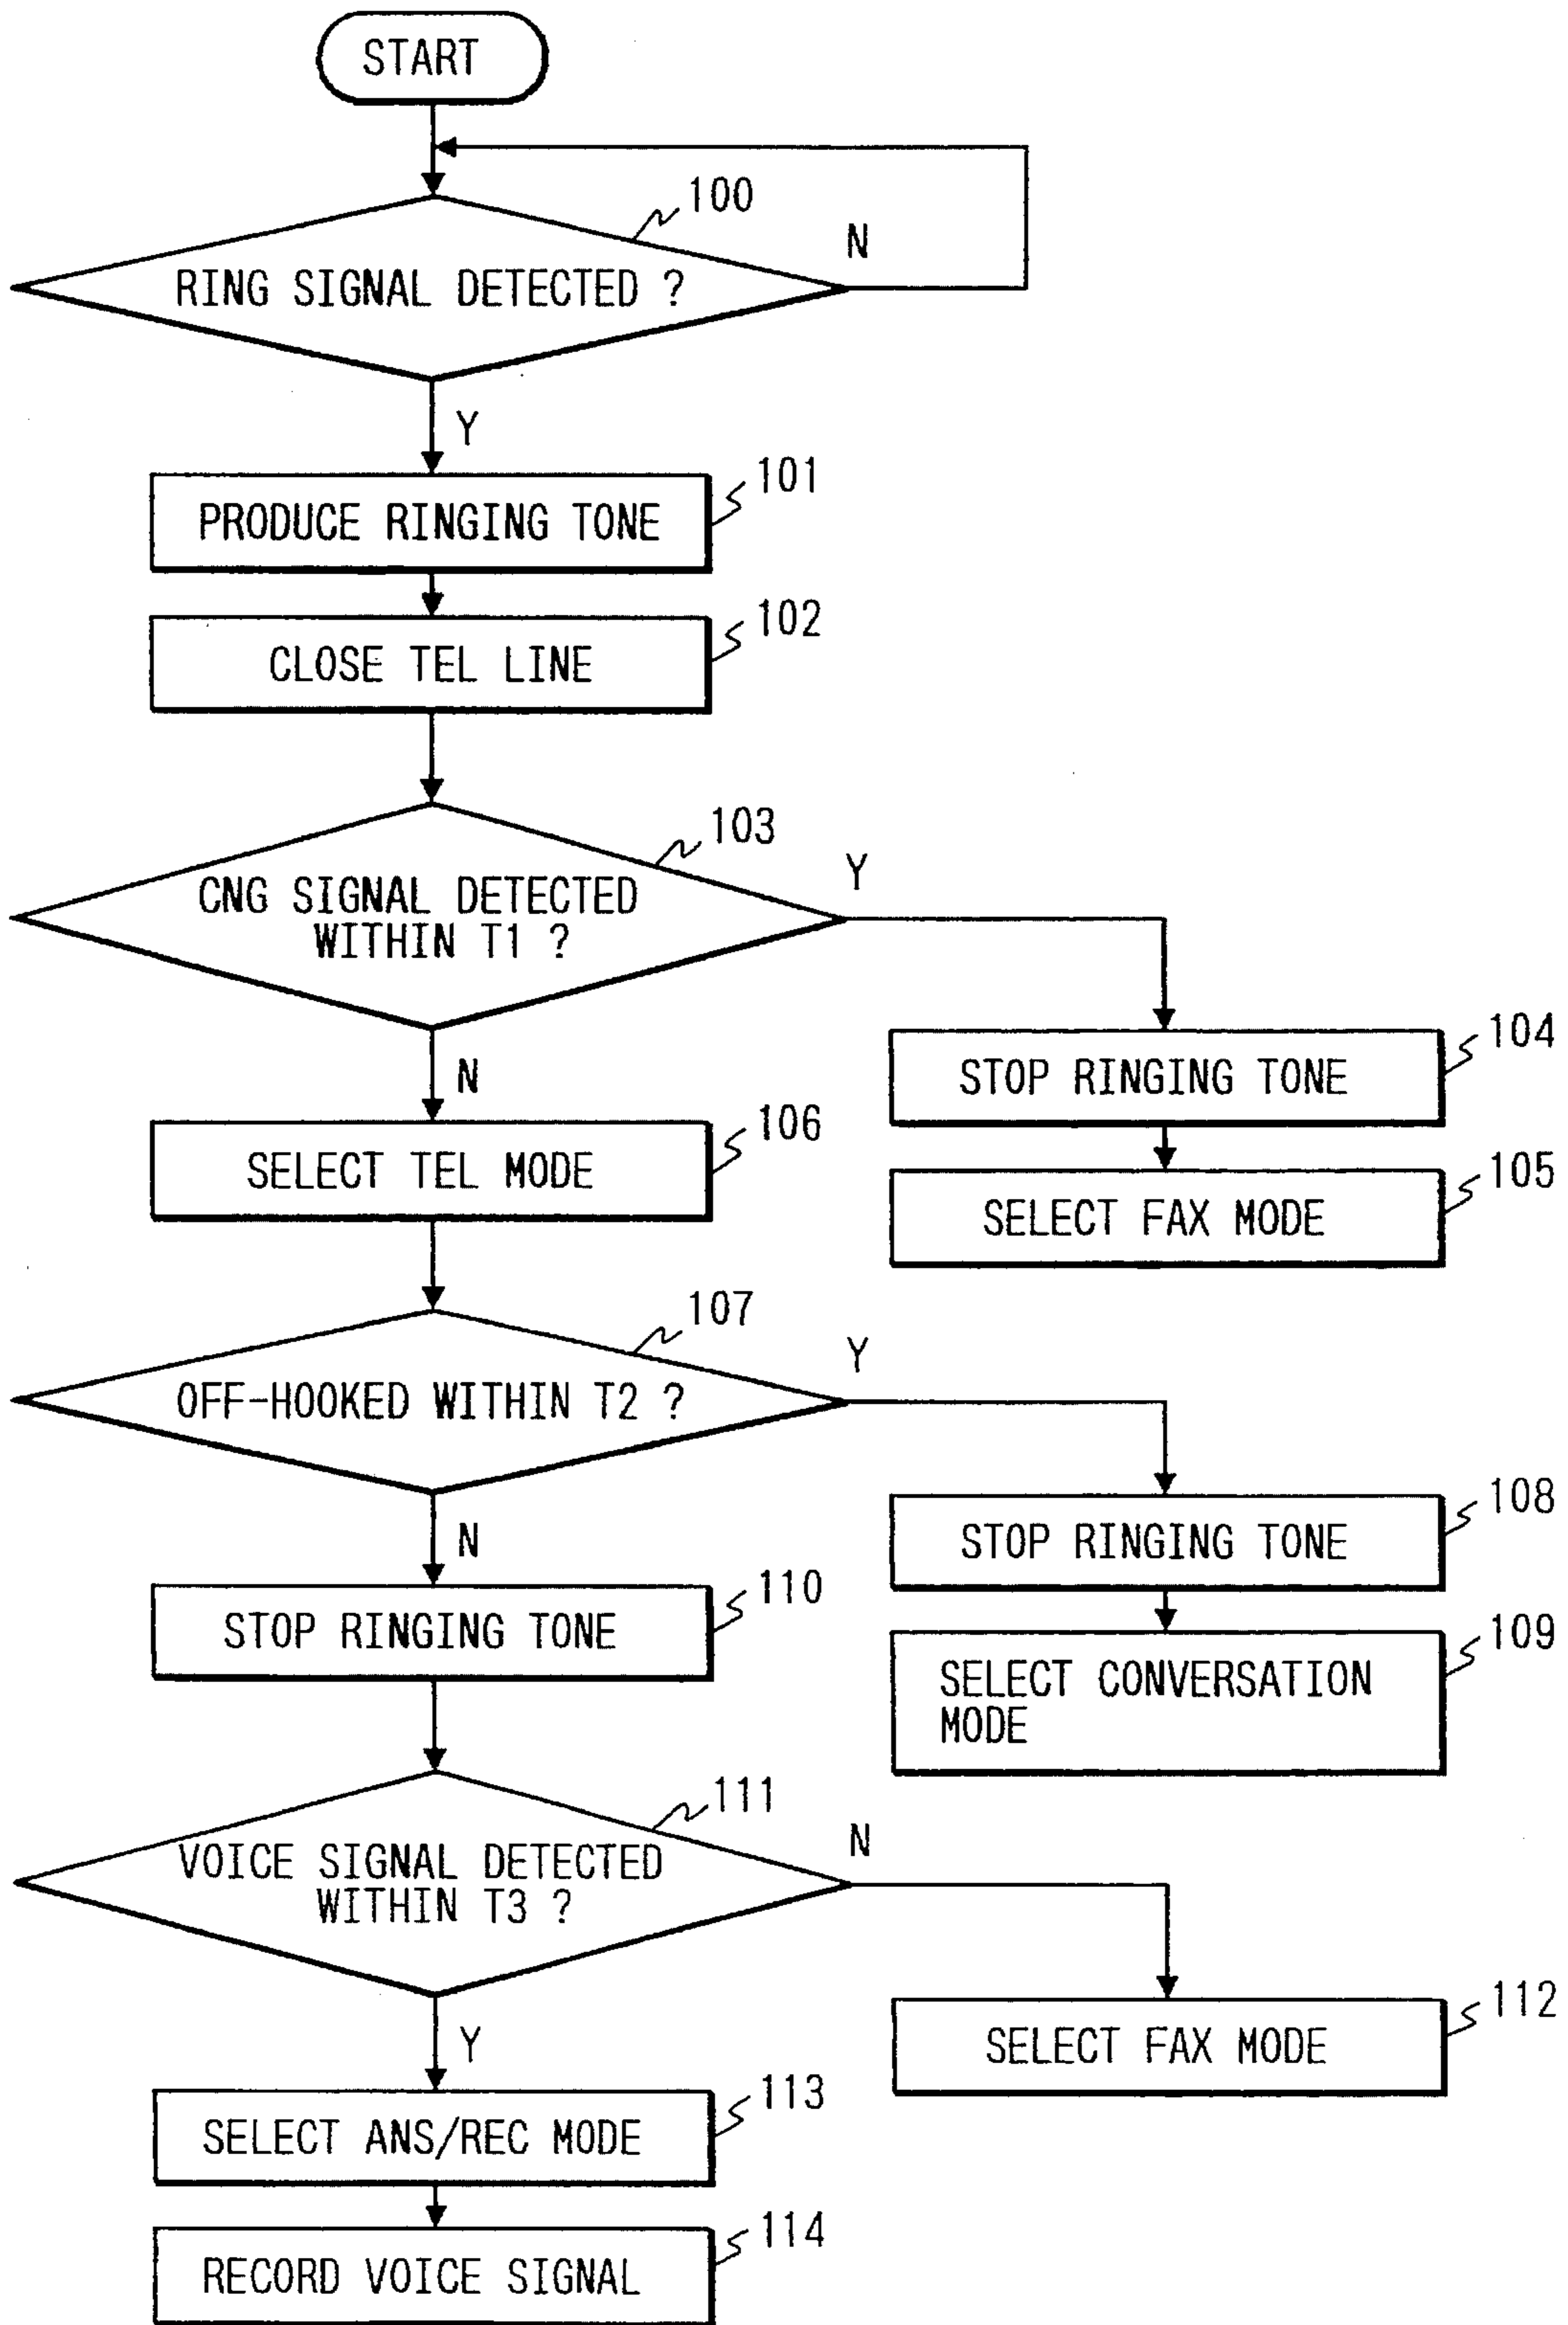 START
100
N
RING SIGNAL DETECTED ?
Y
101
PRODUCE RINGING TONE
102
CLOSE TEL LINE
103
Y
CNG SIGNAL DETECTED
WITHIN T1 ?
N
104
STOP RINGING TONE
106
SELECT TEL MODE
105
SELECT FAX MODE
107
Y
OFF-HOOKED WITHIN T2 ?
N
108
STOP RINGING TONE
110
STOP RINGING TONE
109
SELECT CONVERSATION
MODE
111
N
VOICE SIGNAL DETECTED
WITHIN T3 ?
Y
112
SELECT FAX MODE
113
SELECT ANS/REC MODE
114
RECORD VOICE SIGNAL